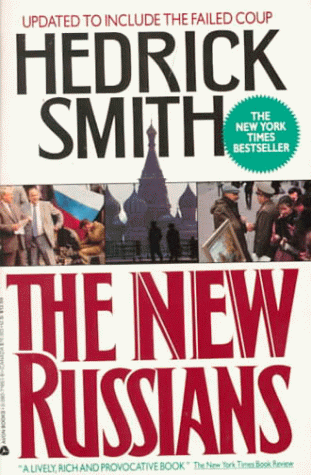 UPDATED TO INCLUDE THE FAILED COUP
HEDRICK
SMITH
THE
NEW YORK
TIMES
BESTSELLER
THE NEW
RUSSIANS
"A LIVELY, RICH AND PROVOCATIVE BOOK" The New York Times Book Review